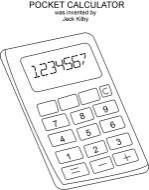 POCKET CALCULATOR
was invented by
Jack Kilby
1234567
C
7 8 9
4 5 6
1 2 3
= − +